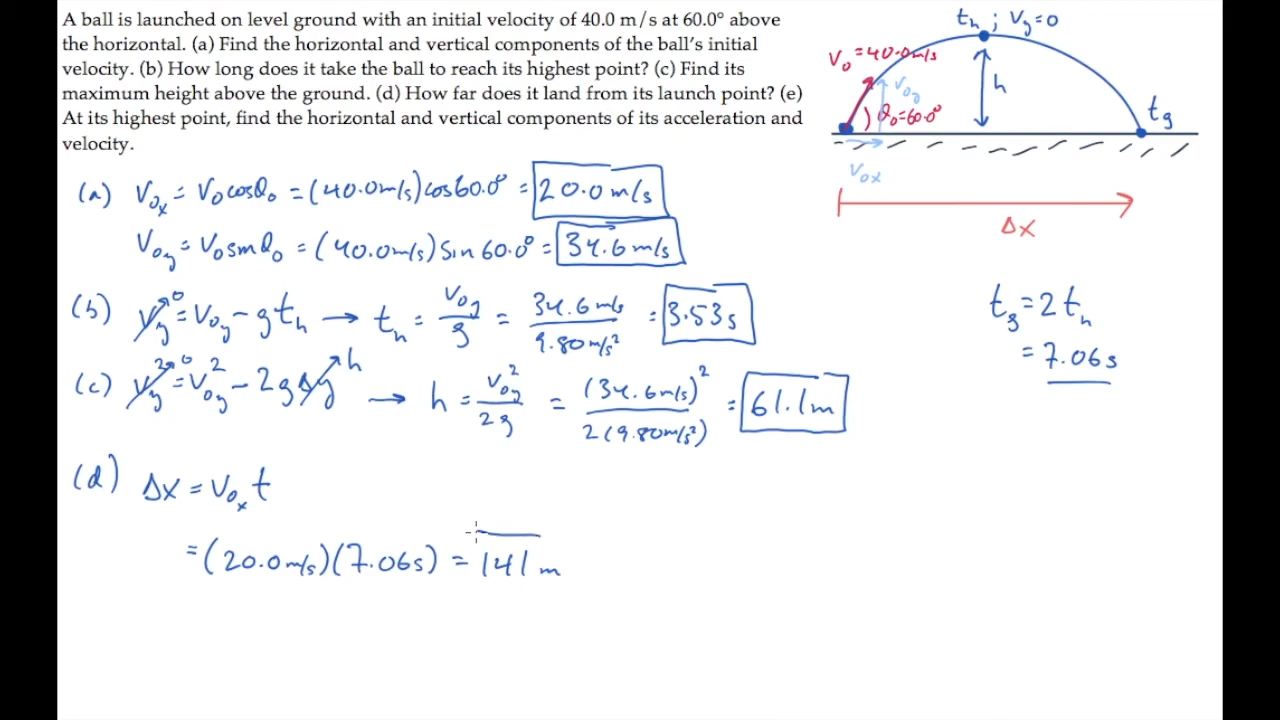 A ball is launched on level ground with an initial velocity of 40.0 m/s at 60.0° above
the horizontal. (a) Find the horizontal and vertical components of the ball's initial
velocity. (b) How long does it take the ball to reach its highest point? (c) Find its
maximum height above the ground. (d) How far does it land from its launch point? (e)
At its highest point, find the horizontal and vertical components of its acceleration and
velocity.
t_h ; v_y = 0
v_0 = 40.0 m/s
v_0y
h
θ_0 = 60.0°
t_g
v_0x
Δx
(a) v_0x = v_0 cosθ_0 = (40.0 m/s) cos 60.0° = 20.0 m/s
v_0y = v_0 sinθ_0 = (40.0 m/s) sin 60.0° = 34.6 m/s
(b) v_y 0 = v_0y - g t_h → t_h = v_0y / g = 34.6 m/s / 9.80 m/s² = 3.53 s
t_g = 2 t_h
= 7.06 s
(c) v_y² 0 = v_0y² - 2gΔy h → h = v_0y² / 2g = (34.6 m/s)² / 2(9.80 m/s²) = 61.1 m
(d) Δx = v_0x t
= (20.0 m/s)(7.06 s) = 141 m